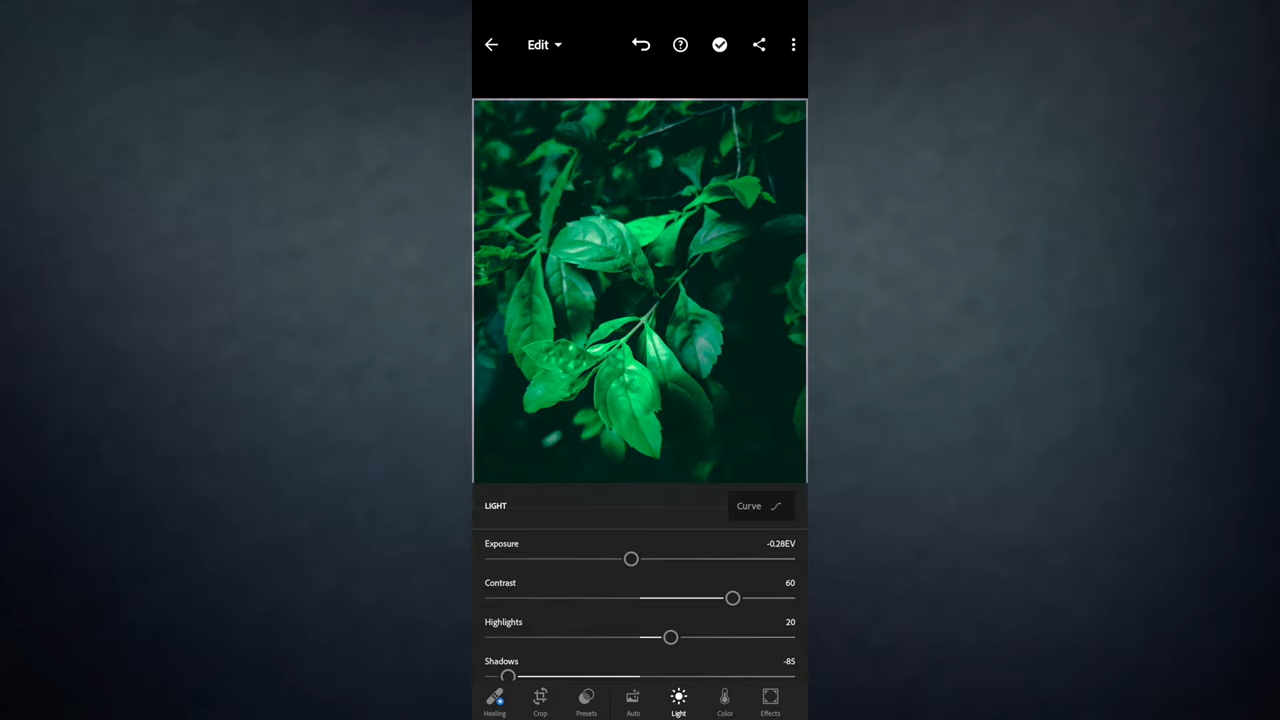 Edit
LIGHT
Curve
Exposure -0.28EV
Contrast 60
Highlights 20
Shadows -85
Healing Crop Presets Auto Light Color Effects